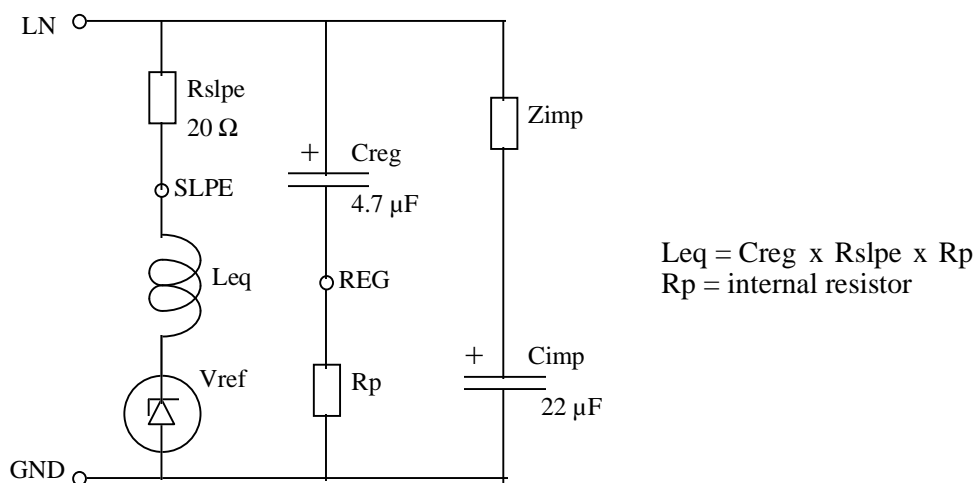 LN
Rslpe
20 Ω
SLPE
Leq
Vref
GND
+ Creg
4.7 µF
REG
Rp
Zimp
+ Cimp
22 µF
Leq = Creg x Rslpe x Rp
Rp = internal resistor